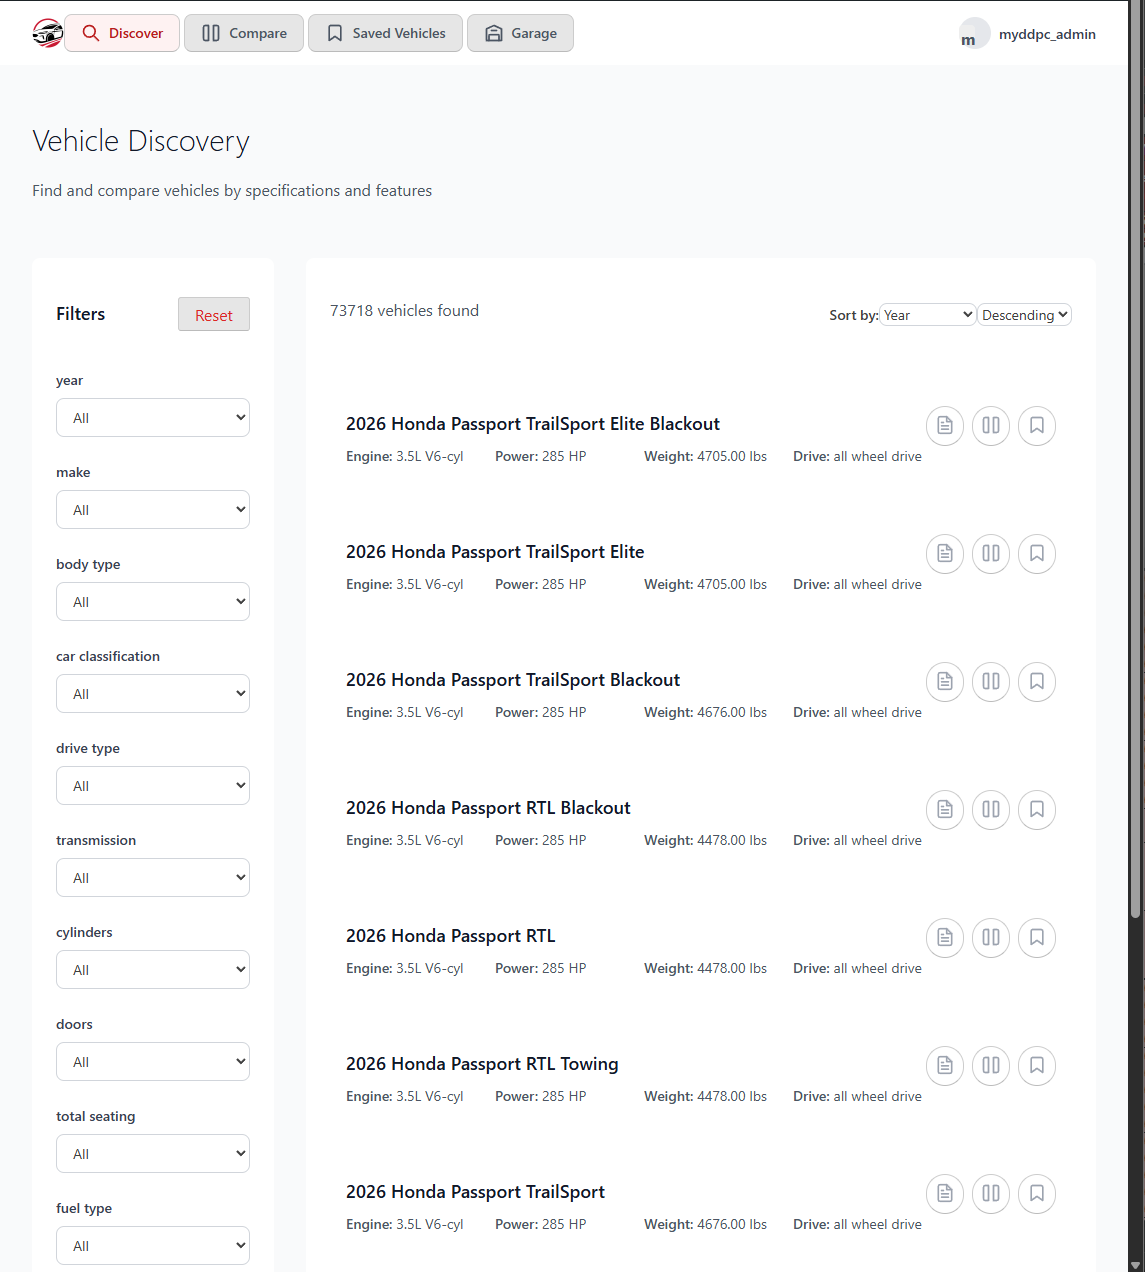 Discover
Compare
Saved Vehicles
Garage
m
myddpc_admin
Vehicle Discovery
Find and compare vehicles by specifications and features
Filters
Reset
year
All
make
All
body type
All
car classification
All
drive type
All
transmission
All
cylinders
All
doors
All
total seating
All
fuel type
All
73718 vehicles found
Sort by: Year Descending
2026 Honda Passport TrailSport Elite Blackout
Engine: 3.5L V6-cyl Power: 285 HP Weight: 4705.00 lbs Drive: all wheel drive
2026 Honda Passport TrailSport Elite
Engine: 3.5L V6-cyl Power: 285 HP Weight: 4705.00 lbs Drive: all wheel drive
2026 Honda Passport TrailSport Blackout
Engine: 3.5L V6-cyl Power: 285 HP Weight: 4676.00 lbs Drive: all wheel drive
2026 Honda Passport RTL Blackout
Engine: 3.5L V6-cyl Power: 285 HP Weight: 4478.00 lbs Drive: all wheel drive
2026 Honda Passport RTL
Engine: 3.5L V6-cyl Power: 285 HP Weight: 4478.00 lbs Drive: all wheel drive
2026 Honda Passport RTL Towing
Engine: 3.5L V6-cyl Power: 285 HP Weight: 4478.00 lbs Drive: all wheel drive
2026 Honda Passport TrailSport
Engine: 3.5L V6-cyl Power: 285 HP Weight: 4676.00 lbs Drive: all wheel drive